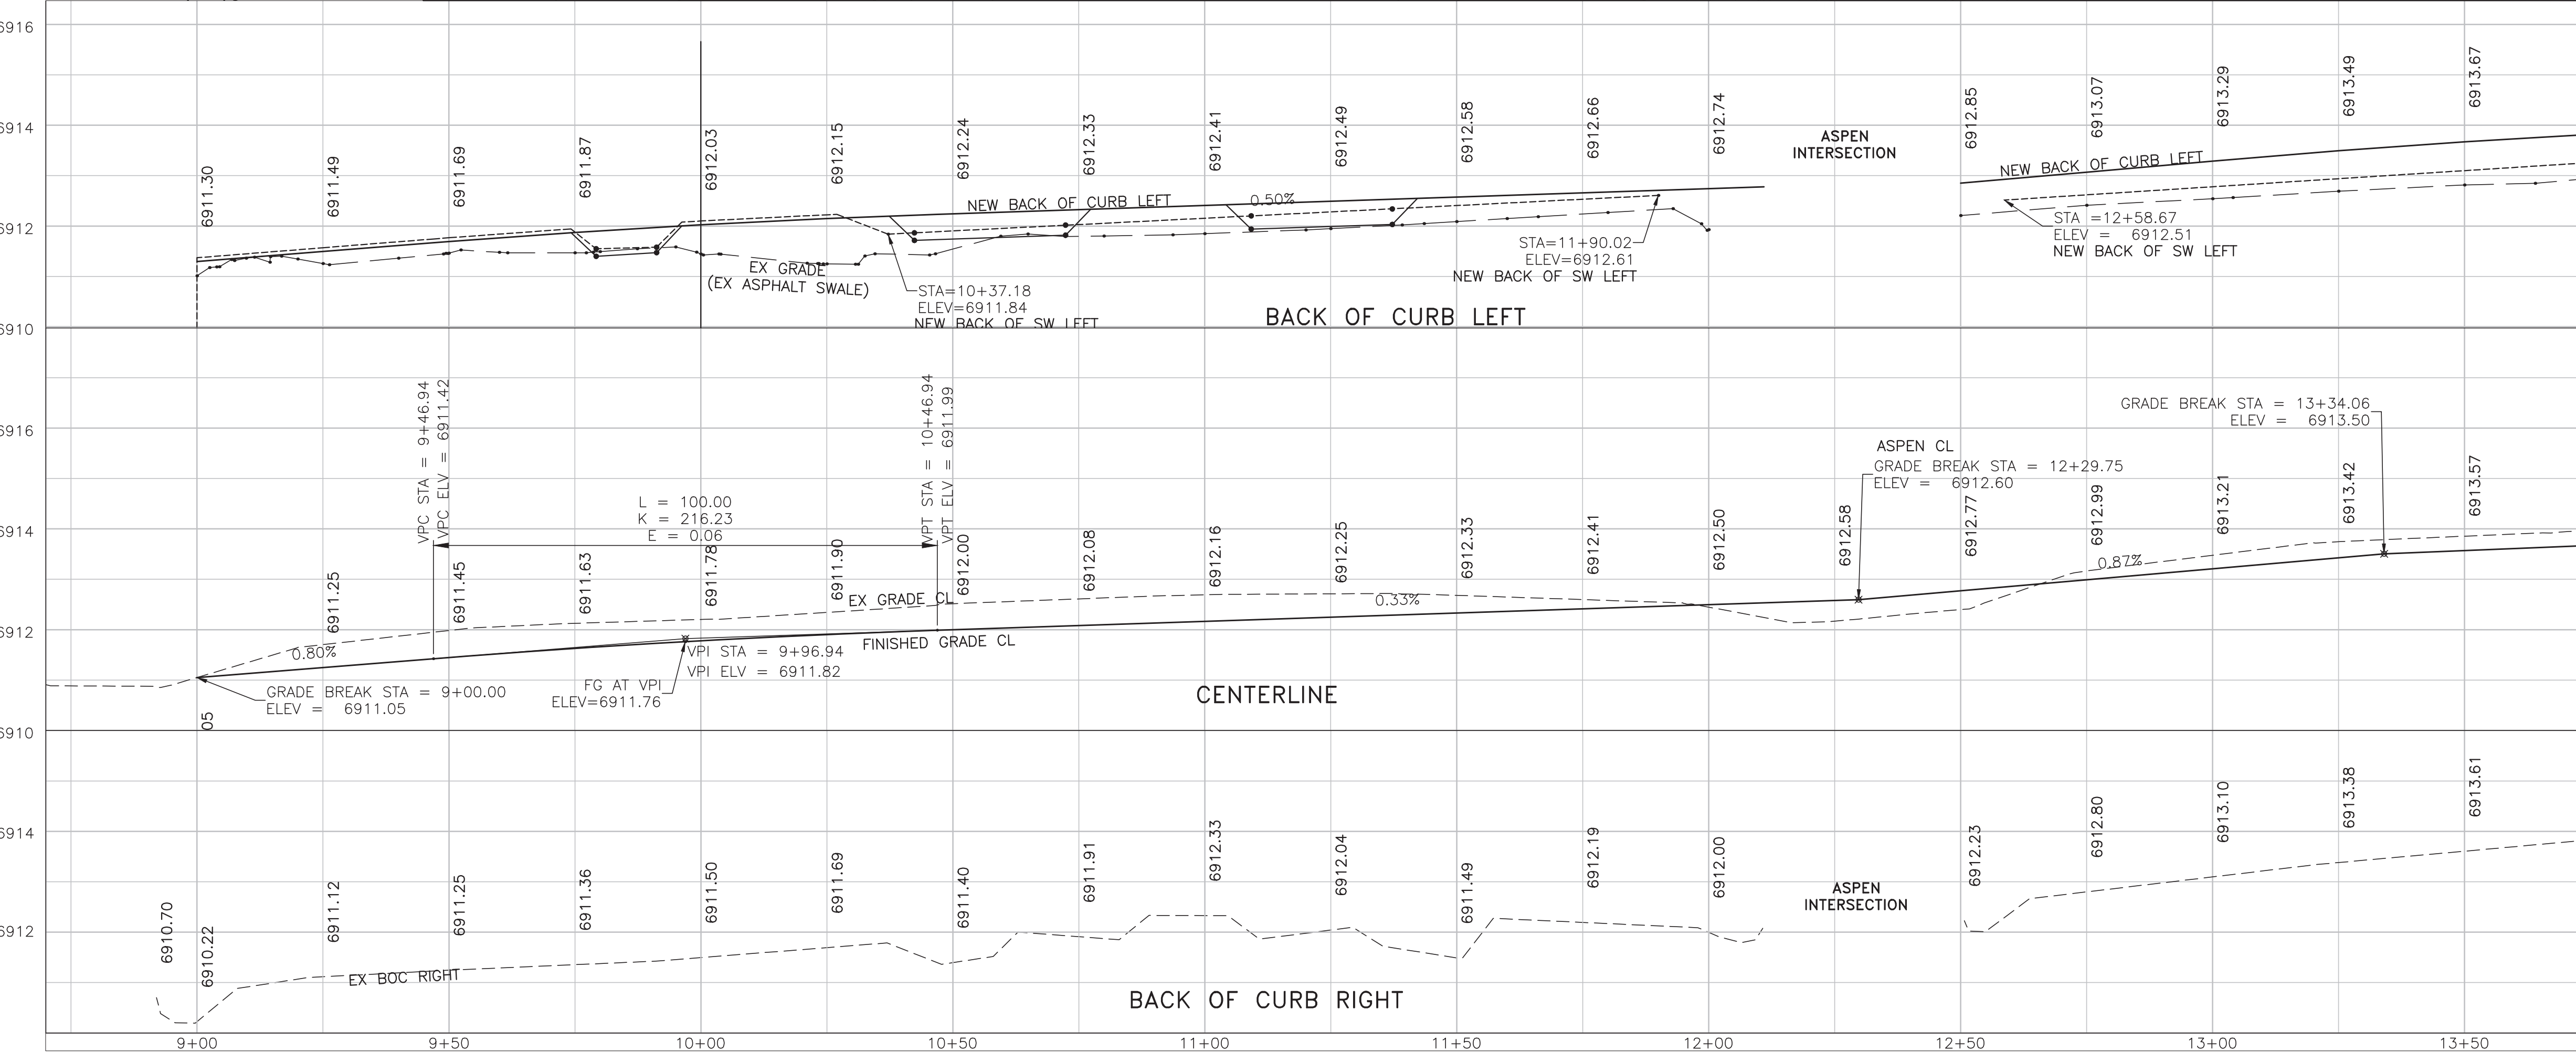 6916
6914
6912
6910
6911.30
6911.49
6911.69
6911.87
6912.03
6912.15
6912.24
6912.33
6912.41
6912.49
6912.58
6912.66
6912.74
ASPEN
INTERSECTION
6912.85
6913.07
6913.29
6913.49
6913.67
NEW BACK OF CURB LEFT
0.50%
NEW BACK OF CURB LEFT
EX GRADE
(EX ASPHALT SWALE)
STA=10+37.18
ELEV=6911.84
NEW BACK OF SW LEFT
STA=11+90.02
ELEV=6912.61
NEW BACK OF SW LEFT
STA =12+58.67
ELEV = 6912.51
NEW BACK OF SW LEFT
BACK OF CURB LEFT
6916
6914
6912
6910
VPC STA = 9+46.94
VPC ELV = 6911.42
L = 100.00
K = 216.23
E = 0.06
VPT STA = 10+46.94
VPT ELV = 6911.99
GRADE BREAK STA = 13+34.06
ELEV = 6913.50
ASPEN CL
GRADE BREAK STA = 12+29.75
ELEV = 6912.60
05
6911.25
6911.45
6911.63
6911.78
6911.90
6912.00
6912.08
6912.16
6912.25
6912.33
6912.41
6912.50
6912.58
6912.77
6912.99
6913.21
6913.42
6913.57
EX GRADE CL
0.33%
0.87%
0.80%
FINISHED GRADE CL
VPI STA = 9+96.94
VPI ELV = 6911.82
FG AT VPI
ELEV=6911.76
GRADE BREAK STA = 9+00.00
ELEV = 6911.05
CENTERLINE
6914
6912
6910.70
6910.22
6911.12
6911.25
6911.36
6911.50
6911.69
6911.40
6911.91
6912.33
6912.04
6911.49
6912.19
6912.00
ASPEN
INTERSECTION
6912.23
6912.80
6913.10
6913.38
6913.61
EX BOC RIGHT
BACK OF CURB RIGHT
9+00
9+50
10+00
10+50
11+00
11+50
12+00
12+50
13+00
13+50